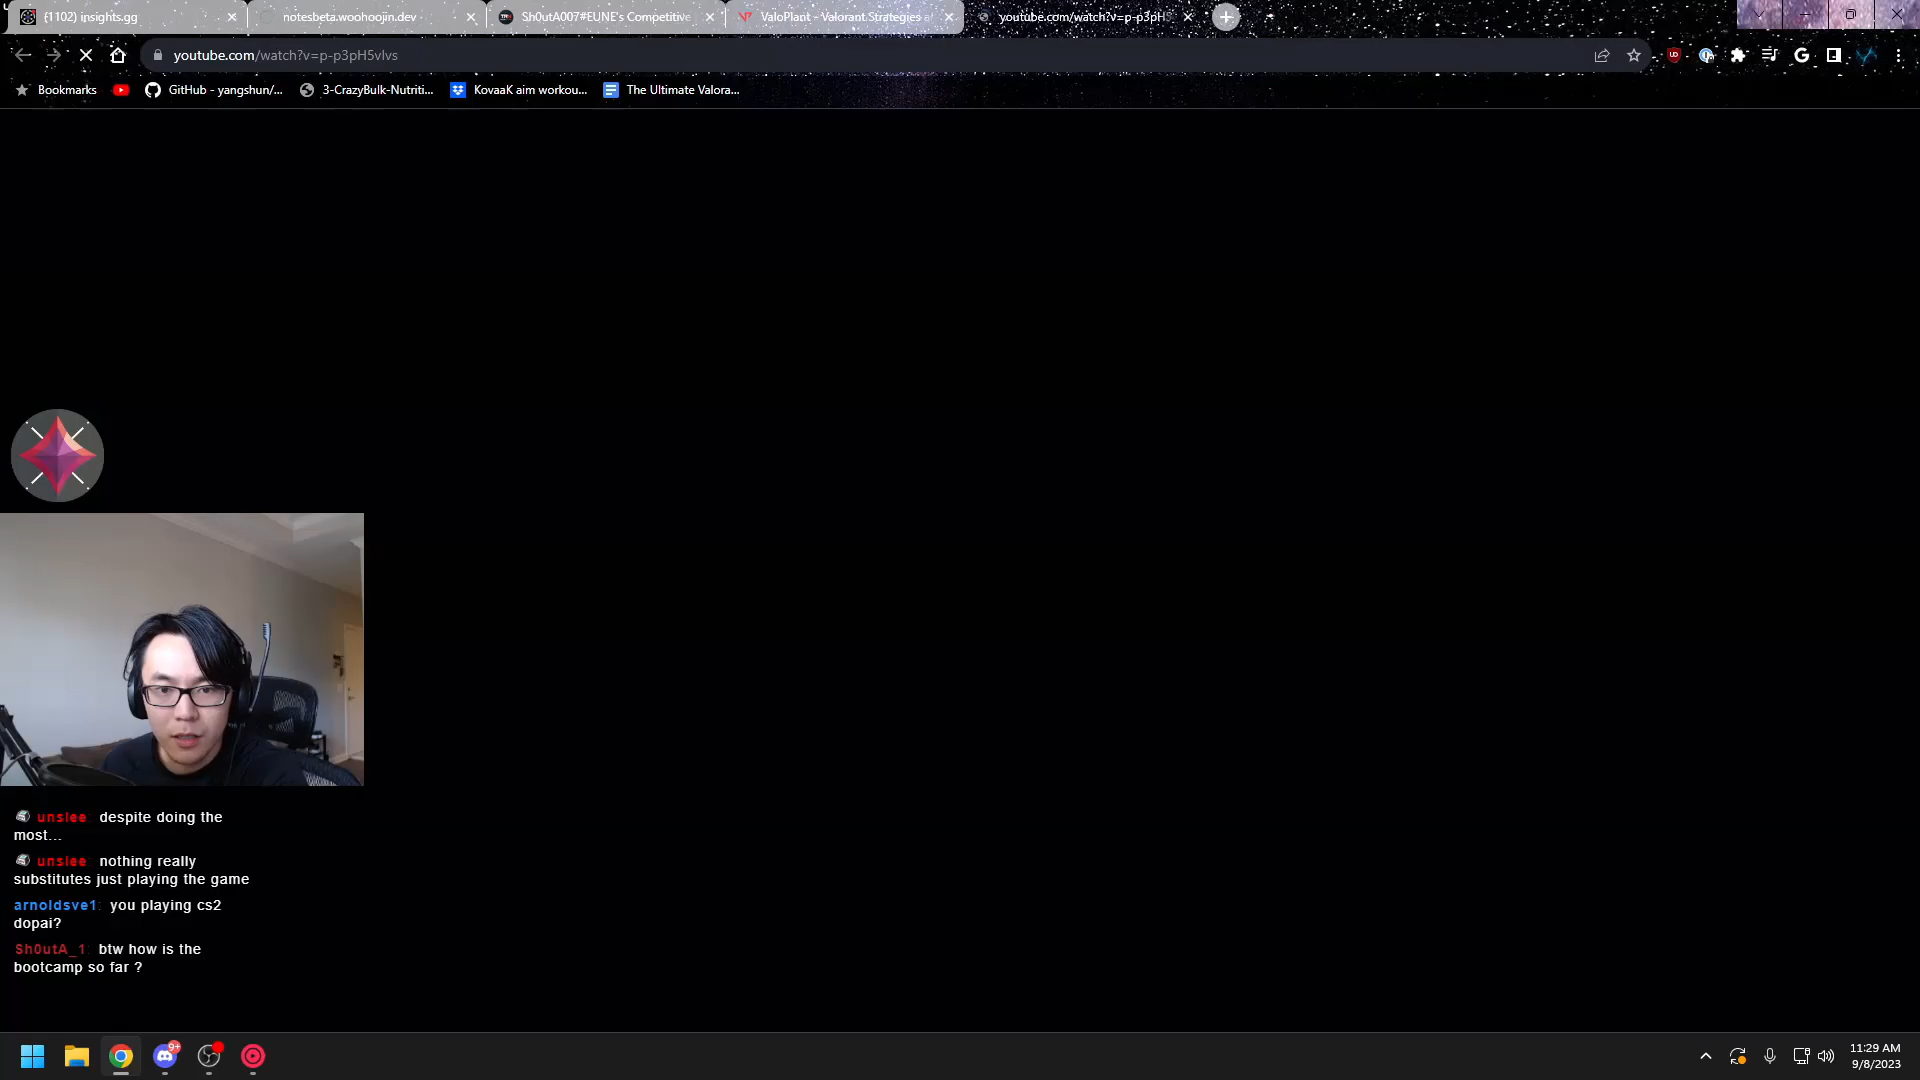 (1102) insights.gg
notesbeta.woohoojin.dev
Sh0utA007#EUNE's Competitive
ValoPlant - Valorant Strategies a
youtube.com/watch?v=p-p3pH5
youtube.com/watch?v=p-p3pH5vlvs
Bookmarks
GitHub - yangshun/...
3-CrazyBulk-Nutriti...
KovaaK aim workou...
The Ultimate Valora...
unslee: despite doing the
most...
unslee: nothing really
substitutes just playing the game
arnoldsve1: you playing cs2
dopai?
Sh0utA_1: btw how is the
bootcamp so far ?
9+
11:29 AM
9/8/2023